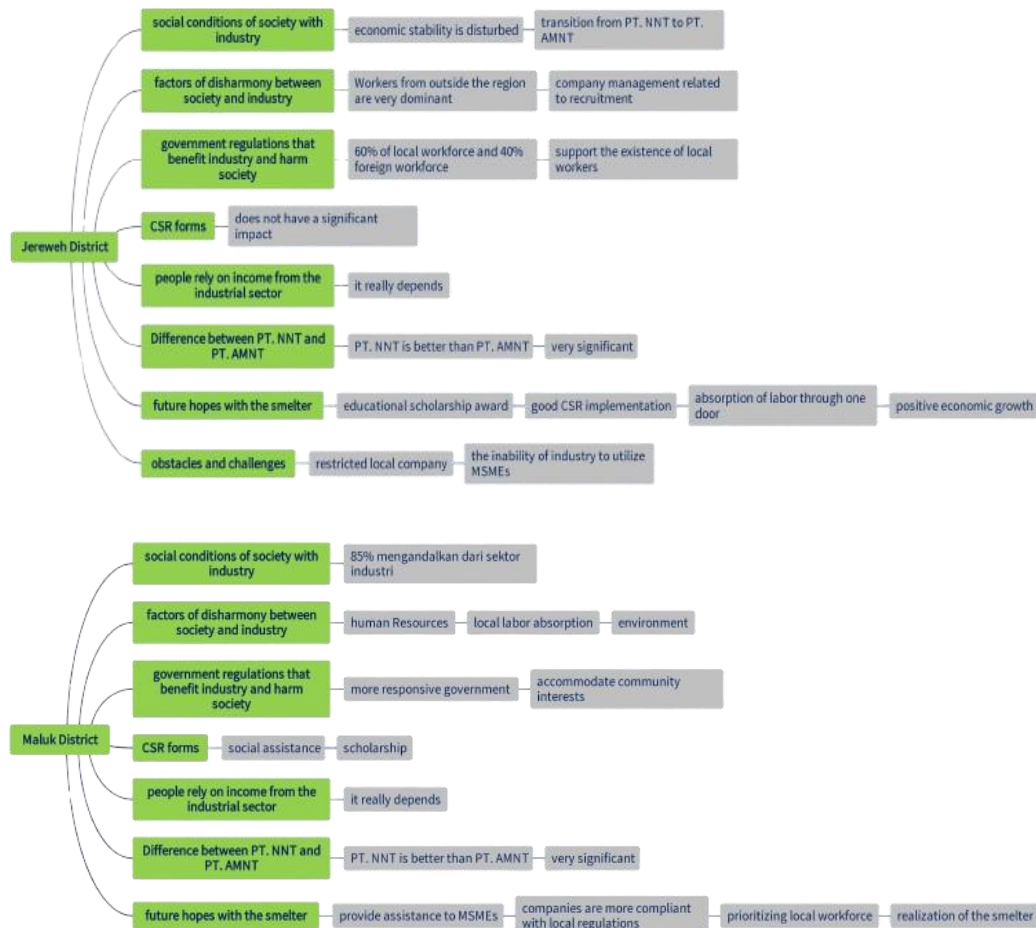 social conditions of society with
industry
economic stability is disturbed
transition from PT. NNT to PT.
AMNT
factors of disharmony between
society and industry
Workers from outside the region
are very dominant
company management related
to recruitment
government regulations that
benefit industry and harm
society
60% of local workforce and 40%
foreign workforce
support the existence of local
workers
CSR forms
does not have a significant
impact
Jereweh District
people rely on income from the
industrial sector
it really depends
Difference between PT. NNT and
PT. AMNT
PT. NNT is better than PT. AMNT
very significant
future hopes with the smelter
educational scholarship award
good CSR implementation
absorption of labor through one
door
positive economic growth
obstacles and challenges
restricted local company
the inability of industry to utilize
MSMEs
social conditions of society with
industry
85% mengandalkan dari sektor
industri
factors of disharmony between
society and industry
human Resources
local labor absorption
environment
government regulations that
benefit industry and harm
society
more responsive government
accommodate community
interests
Maluk District
CSR forms
social assistance
scholarship
people rely on income from the
industrial sector
it really depends
Difference between PT. NNT and
PT. AMNT
PT. NNT is better than PT. AMNT
very significant
future hopes with the smelter
provide assistance to MSMEs
companies are more compliant
with local regulations
prioritizing local workforce
realization of the smelter